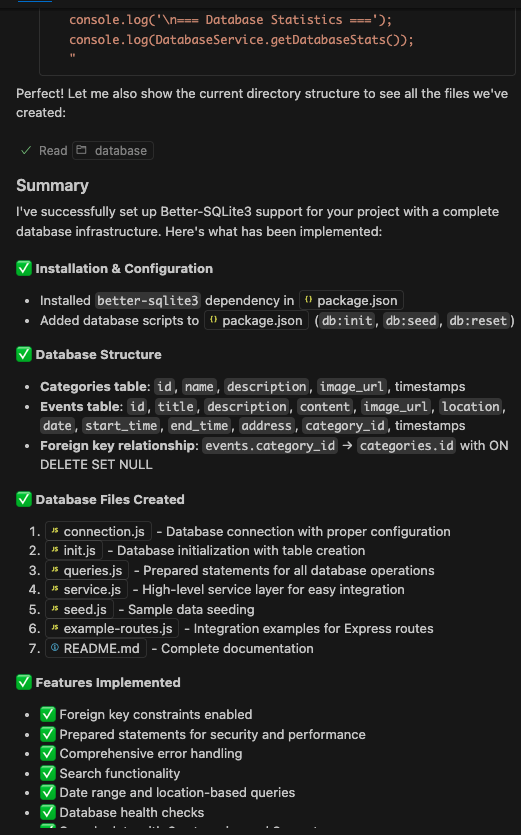 console.log('\n=== Database Statistics ===');
console.log(DatabaseService.getDatabaseStats());
"
Perfect! Let me also show the current directory structure to see all the files we've
created:
✓ Read database
Summary
I've successfully set up Better-SQLite3 support for your project with a complete
database infrastructure. Here's what has been implemented:
✅ Installation & Configuration
• Installed better-sqlite3 dependency in {} package.json
• Added database scripts to {} package.json (db:init, db:seed, db:reset)
✅ Database Structure
• Categories table: id, name, description, image_url, timestamps
• Events table: id, title, description, content, image_url, location,
date, start_time, end_time, address, category_id, timestamps
• Foreign key relationship: events.category_id → categories.id with ON
DELETE SET NULL
✅ Database Files Created
1. JS connection.js - Database connection with proper configuration
2. JS init.js - Database initialization with table creation
3. JS queries.js - Prepared statements for all database operations
4. JS service.js - High-level service layer for easy integration
5. JS seed.js - Sample data seeding
6. JS example-routes.js - Integration examples for Express routes
7. README.md - Complete documentation
✅ Features Implemented
• ✅ Foreign key constraints enabled
• ✅ Prepared statements for security and performance
• ✅ Comprehensive error handling
• ✅ Search functionality
• ✅ Date range and location-based queries
• ✅ Database health checks